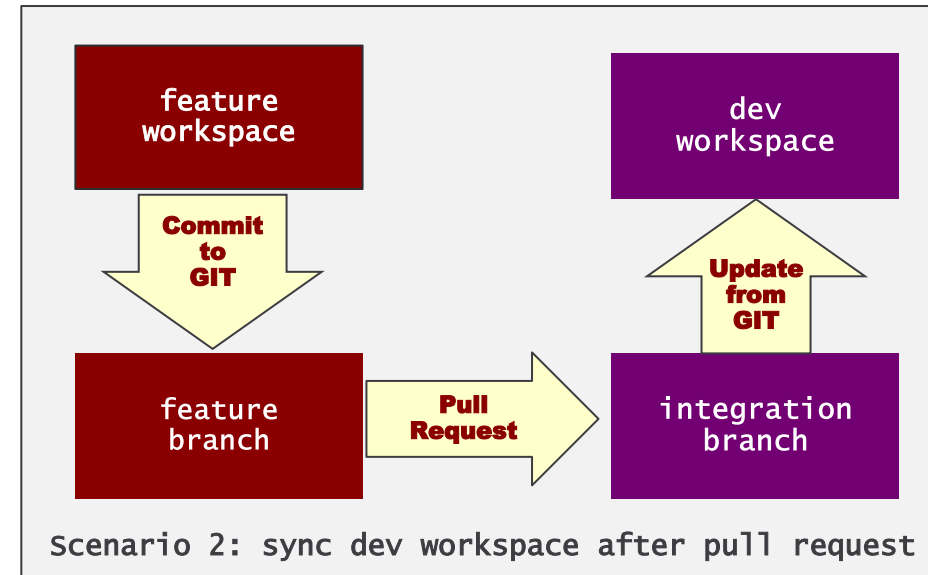 feature
workspace
dev
workspace
Commit
to
GIT
Update
from
GIT
feature
branch
Pull
Request
integration
branch
Scenario 2: sync dev workspace after pull request